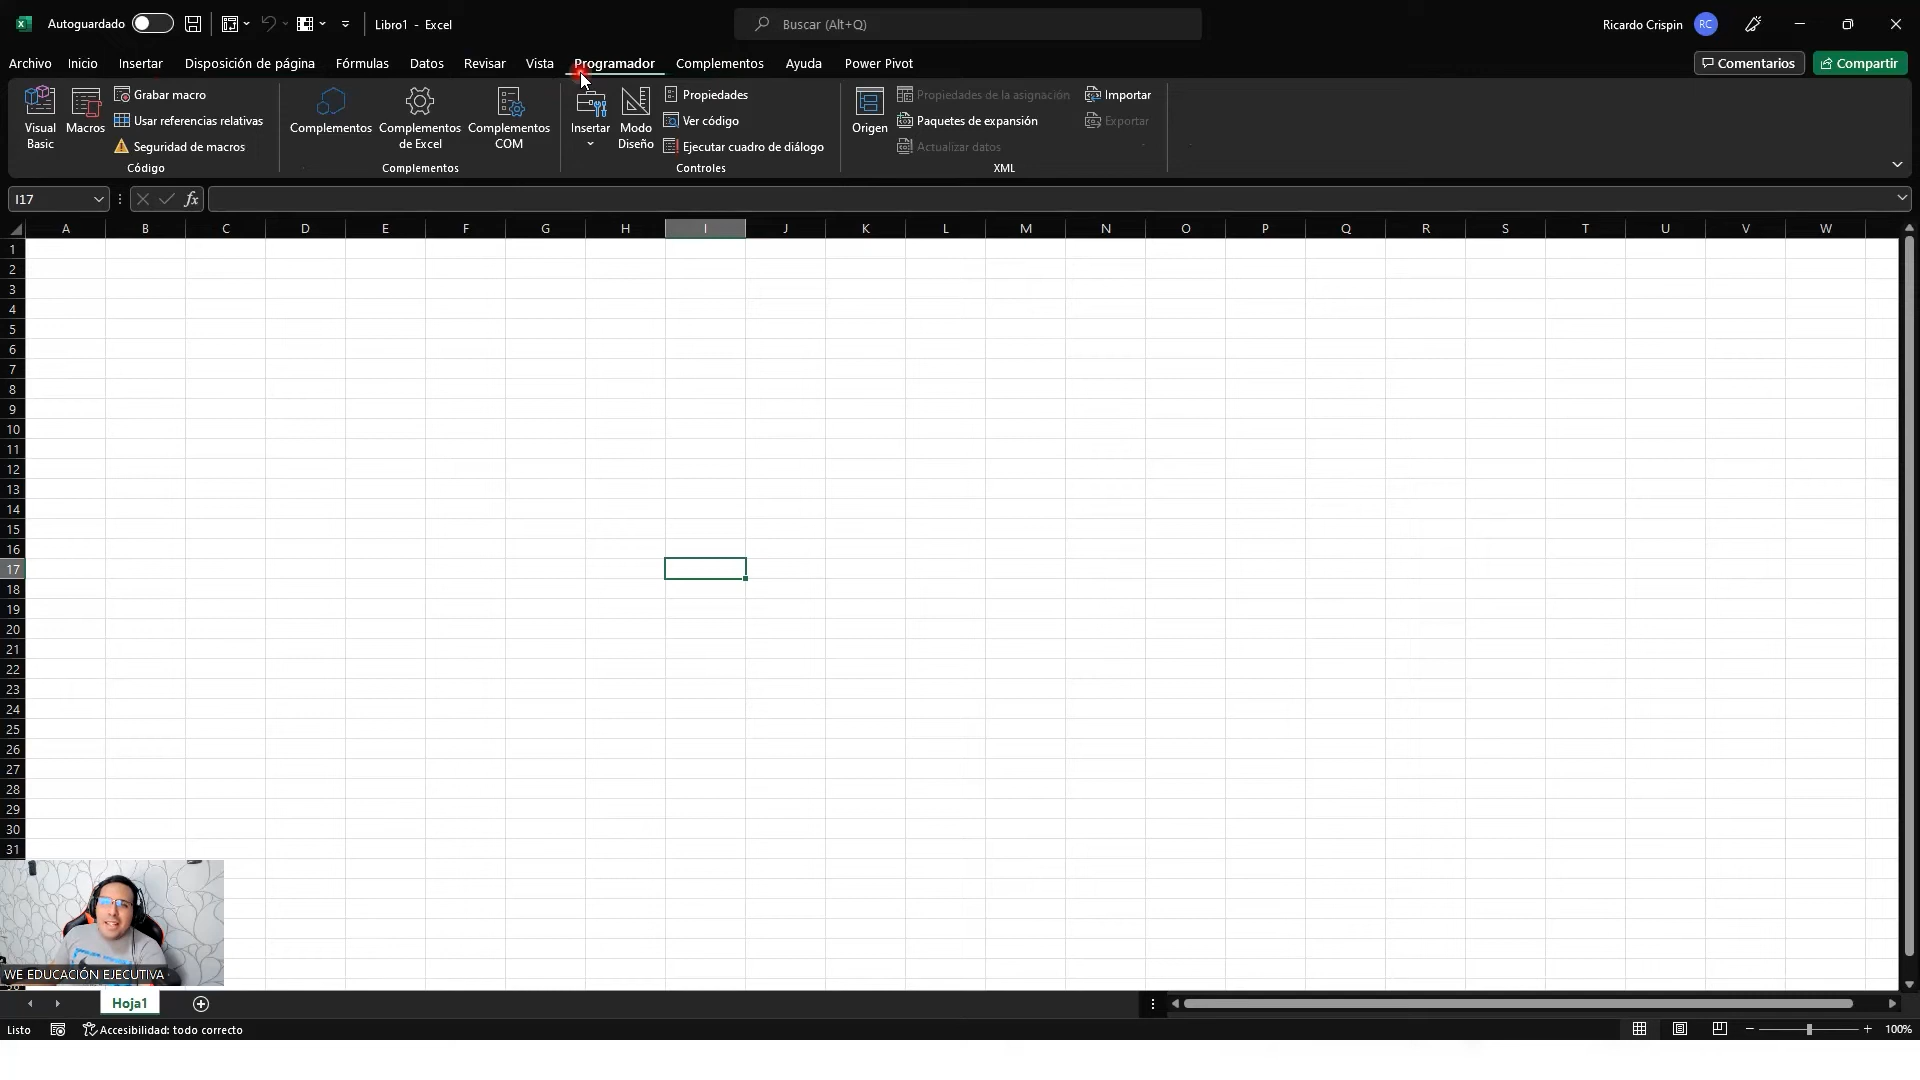 Autoguardado
Libro1 - Excel
Buscar (Alt+Q)
Ricardo Crispin
RC
Archivo Inicio Insertar Disposición de página Fórmulas Datos Revisar Vista Programador Complementos Ayuda Power Pivot
Comentarios
Compartir
Visual Basic
Macros
Grabar macro
Usar referencias relativas
Seguridad de macros
Código
Complementos
Complementos de Excel
Complementos COM
Complementos
Insertar
Modo Diseño
Propiedades
Ver código
Ejecutar cuadro de diálogo
Controles
Origen
Propiedades de la asignación
Paquetes de expansión
Actualizar datos
Importar
Exportar
XML
I17
fx
A B C D E F G H I J K L M N O P Q R S T U V W
1
2
3
4
5
6
7
8
9
10
11
12
13
14
15
16
17
18
19
20
21
22
23
24
25
26
27
28
29
30
31
WE EDUCACIÓN EJECUTIVA
Hoja1
Listo
Accesibilidad: todo correcto
100%